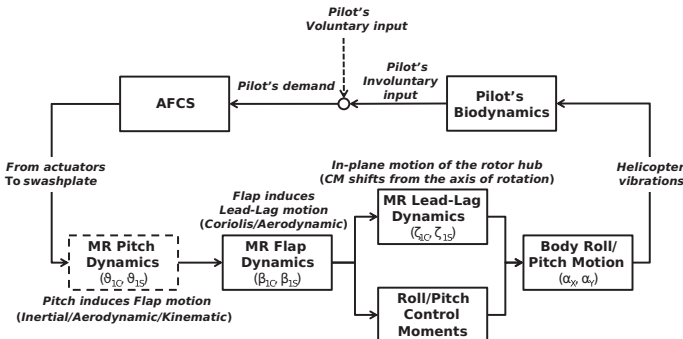 Pilot's
Voluntary input
Pilot's demand
Pilot's
Involuntary
input
AFCS
Pilot's
Biodynamics
From actuators
To swashplate
In-plane motion of the rotor hub
(CM shifts from the axis of rotation)
Helicopter
vibrations
Flap induces
Lead-Lag motion
(Coriolis/Aerodynamic)
MR Lead-Lag
Dynamics
(ζ1C, ζ1S)
MR Pitch
Dynamics
(ϑ1C, ϑ1S)
MR Flap
Dynamics
(β1C, β1S)
Body Roll/
Pitch Motion
(αX, αY)
Pitch induces Flap motion
(Inertial/Aerodynamic/Kinematic)
Roll/Pitch
Control
Moments